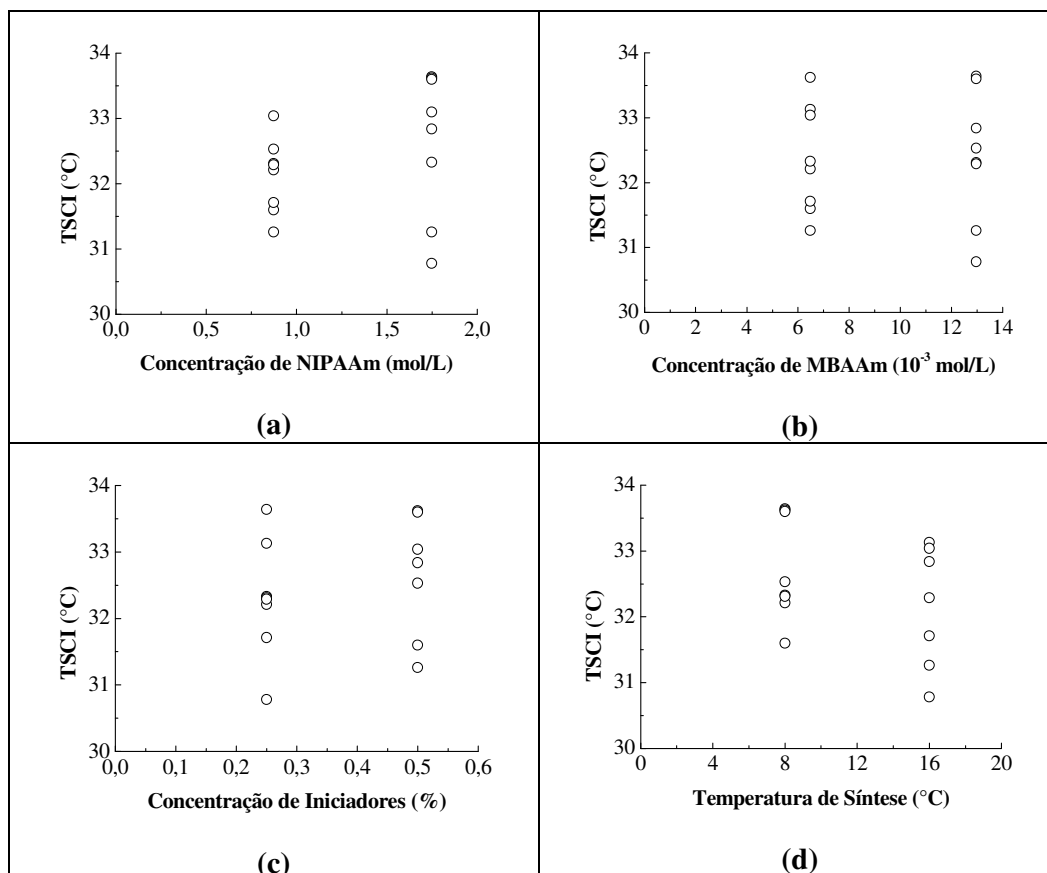 34
33
32
31
30
TSCI (°C)
0,0 0,5 1,0 1,5 2,0
Concentração de NIPAAm (mol/L)
(a)
34
33
32
31
30
TSCI (°C)
0 2 4 6 8 10 12 14
Concentração de MBAAm (10⁻³ mol/L)
(b)
34
33
32
31
30
TSCI (°C)
0,0 0,1 0,2 0,3 0,4 0,5 0,6
Concentração de Iniciadores (%)
(c)
34
33
32
31
30
TSCI (°C)
0 4 8 12 16 20
Temperatura de Síntese (°C)
(d)